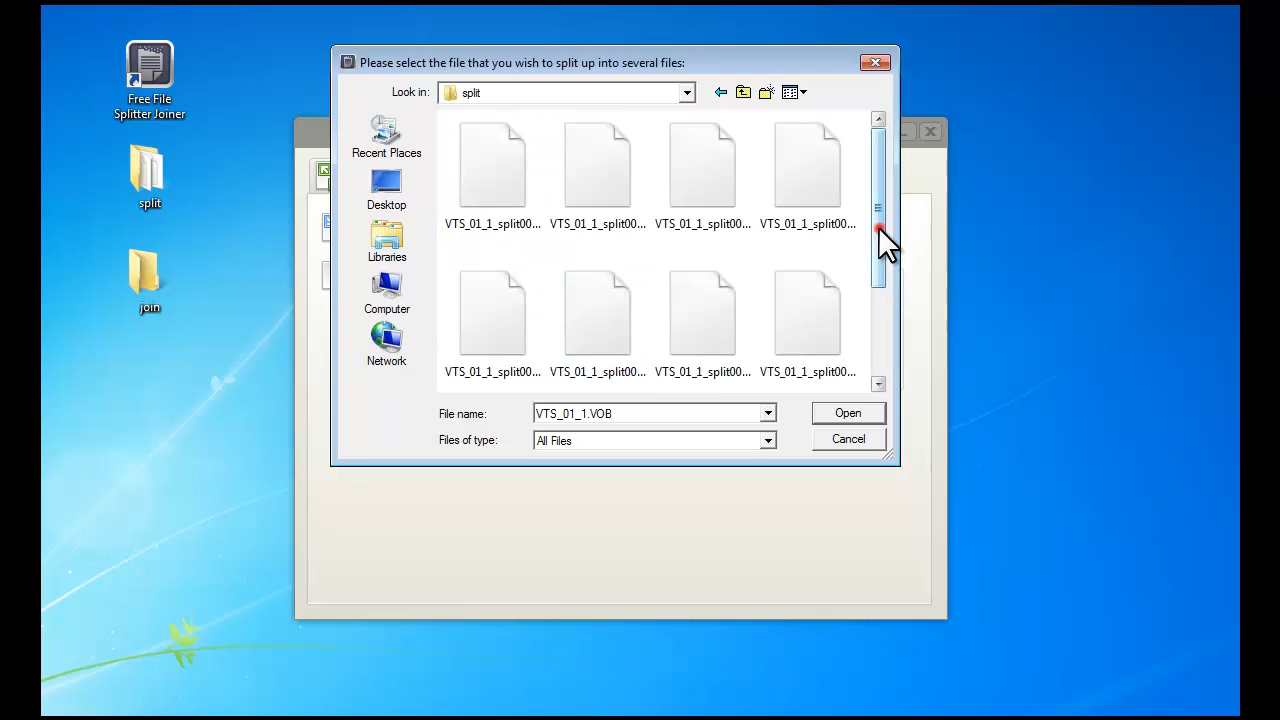 Please select the file that you wish to split up into several files:
Look in:
split
Free File
Splitter Joiner
split
join
Recent Places
Desktop
Libraries
Computer
Network
VTS_01_1_split00... VTS_01_1_split00... VTS_01_1_split00... VTS_01_1_split00...
VTS_01_1_split00... VTS_01_1_split00... VTS_01_1_split00... VTS_01_1_split00...
File name: VTS_01_1.VOB Open
Files of type: All Files Cancel